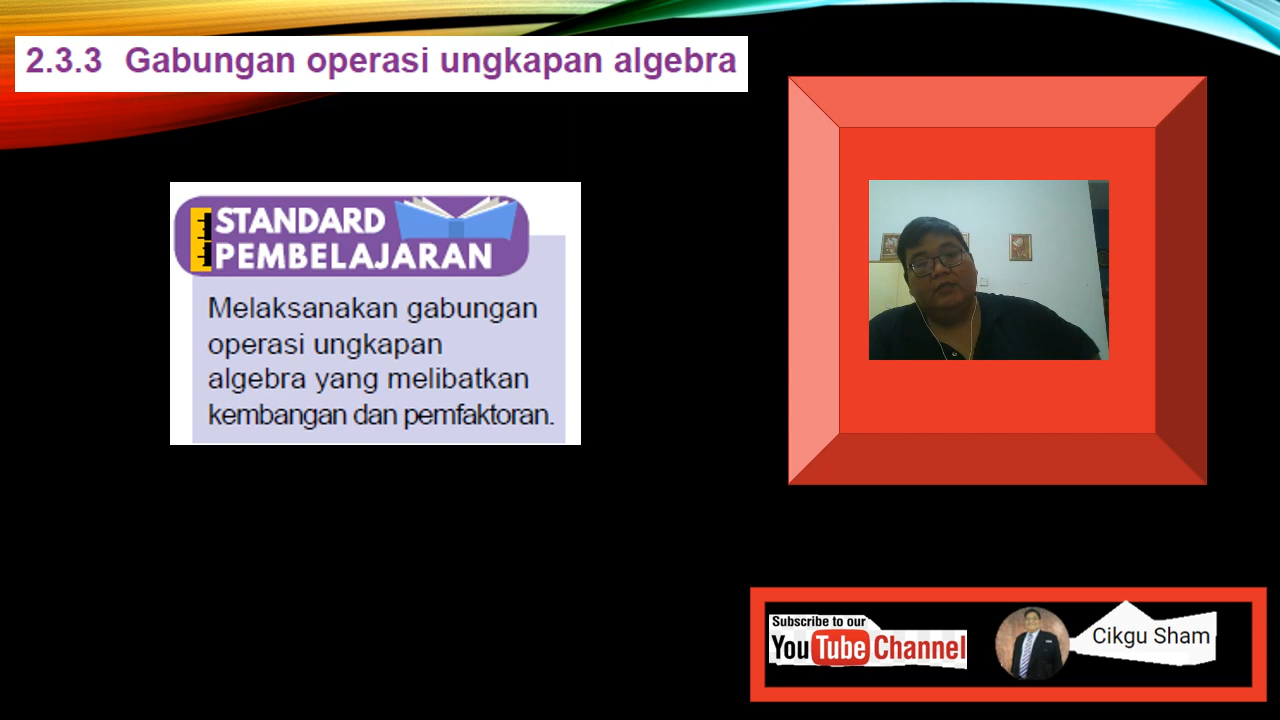 2.3.3 Gabungan operasi ungkapan algebra
STANDARD
PEMBELAJARAN
Melaksanakan gabungan
operasi ungkapan
algebra yang melibatkan
kembangan dan pemfaktoran.
Subscribe to our
YouTube Channel
Cikgu Sham